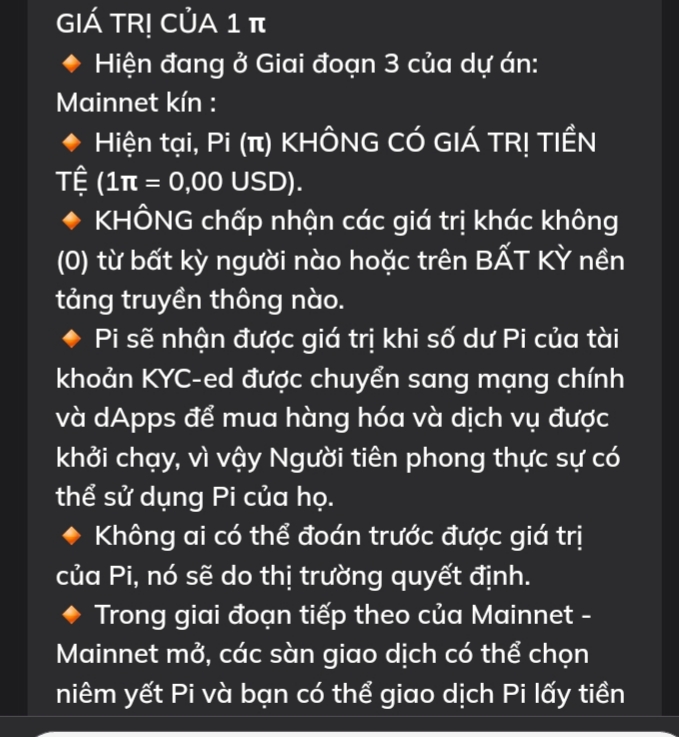 GIÁ TRỊ CỦA 1 π
🔸 Hiện đang ở Giai đoạn 3 của dự án:
Mainnet kín :
🔸 Hiện tại, Pi (π) KHÔNG CÓ GIÁ TRỊ TIỀN
TỆ (1π = 0,00 USD).
🔸 KHÔNG chấp nhận các giá trị khác không
(0) từ bất kỳ người nào hoặc trên BẤT KỲ nền
tảng truyền thông nào.
🔸 Pi sẽ nhận được giá trị khi số dư Pi của tài
khoản KYC-ed được chuyển sang mạng chính
và dApps để mua hàng hóa và dịch vụ được
khởi chạy, vì vậy Người tiên phong thực sự có
thể sử dụng Pi của họ.
🔸 Không ai có thể đoán trước được giá trị
của Pi, nó sẽ do thị trường quyết định.
🔸 Trong giai đoạn tiếp theo của Mainnet -
Mainnet mở, các sàn giao dịch có thể chọn
niêm yết Pi và bạn có thể giao dịch Pi lấy tiền